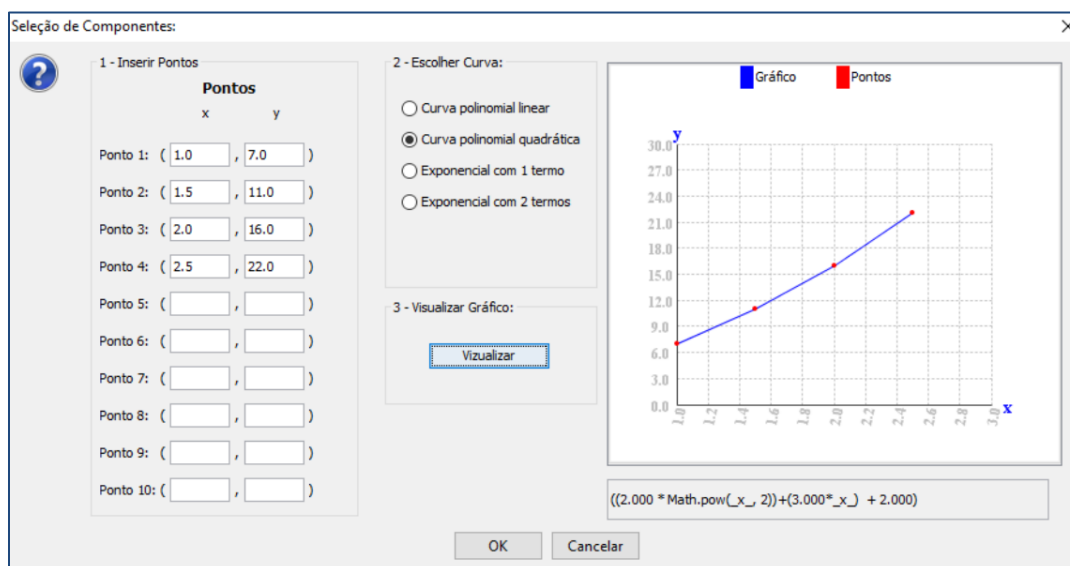 Seleção de Componentes:
1 - Inserir Pontos
Pontos
x y
Ponto 1: ( 1.0 , 7.0 )
Ponto 2: ( 1.5 , 11.0 )
Ponto 3: ( 2.0 , 16.0 )
Ponto 4: ( 2.5 , 22.0 )
Ponto 5: ( , )
Ponto 6: ( , )
Ponto 7: ( , )
Ponto 8: ( , )
Ponto 9: ( , )
Ponto 10: ( , )
2 - Escolher Curva:
Curva polinomial linear
Curva polinomial quadrática
Exponencial com 1 termo
Exponencial com 2 termos
3 - Visualizar Gráfico:
Vizualizar
Gráfico Pontos
y
30.0
27.0
24.0
21.0
18.0
15.0
12.0
9.0
6.0
3.0
0.0
1.0 1.2 1.4 1.6 1.8 2.0 2.2 2.4 2.6 2.8 3.0 x
((2.000 * Math.pow(_x_, 2))+(3.000*_x_) + 2.000)
OK Cancelar